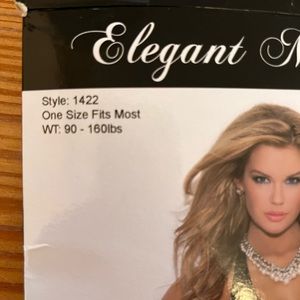 Elegant
Style: 1422
One Size Fits Most
WT: 90 - 160lbs